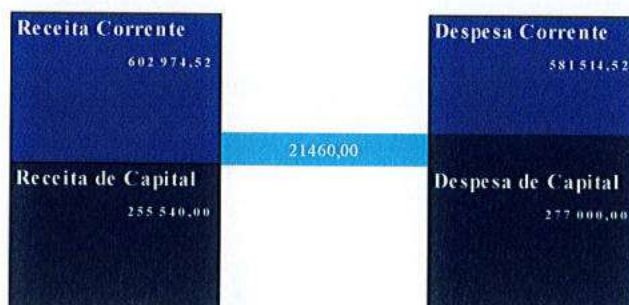 Receita Corrente
602 974,52
Despesa Corrente
581 514,52
21460,00
Receita de Capital
255 540,00
Despesa de Capital
277 000,00